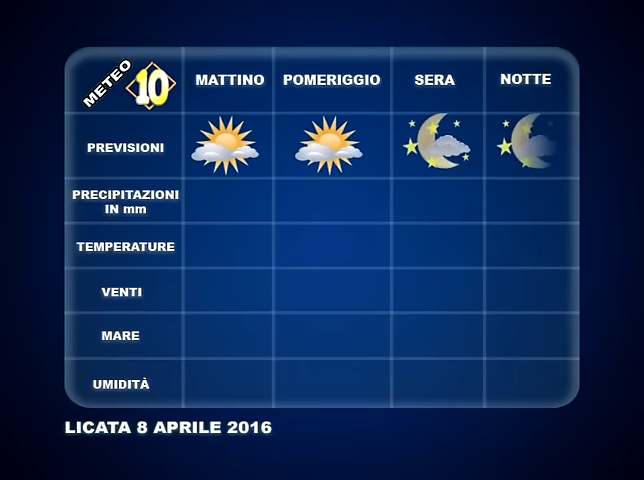 METEO 10
MATTINO POMERIGGIO SERA NOTTE
PREVISIONI
PRECIPITAZIONI
IN mm
TEMPERATURE
VENTI
MARE
UMIDITÀ
LICATA 8 APRILE 2016